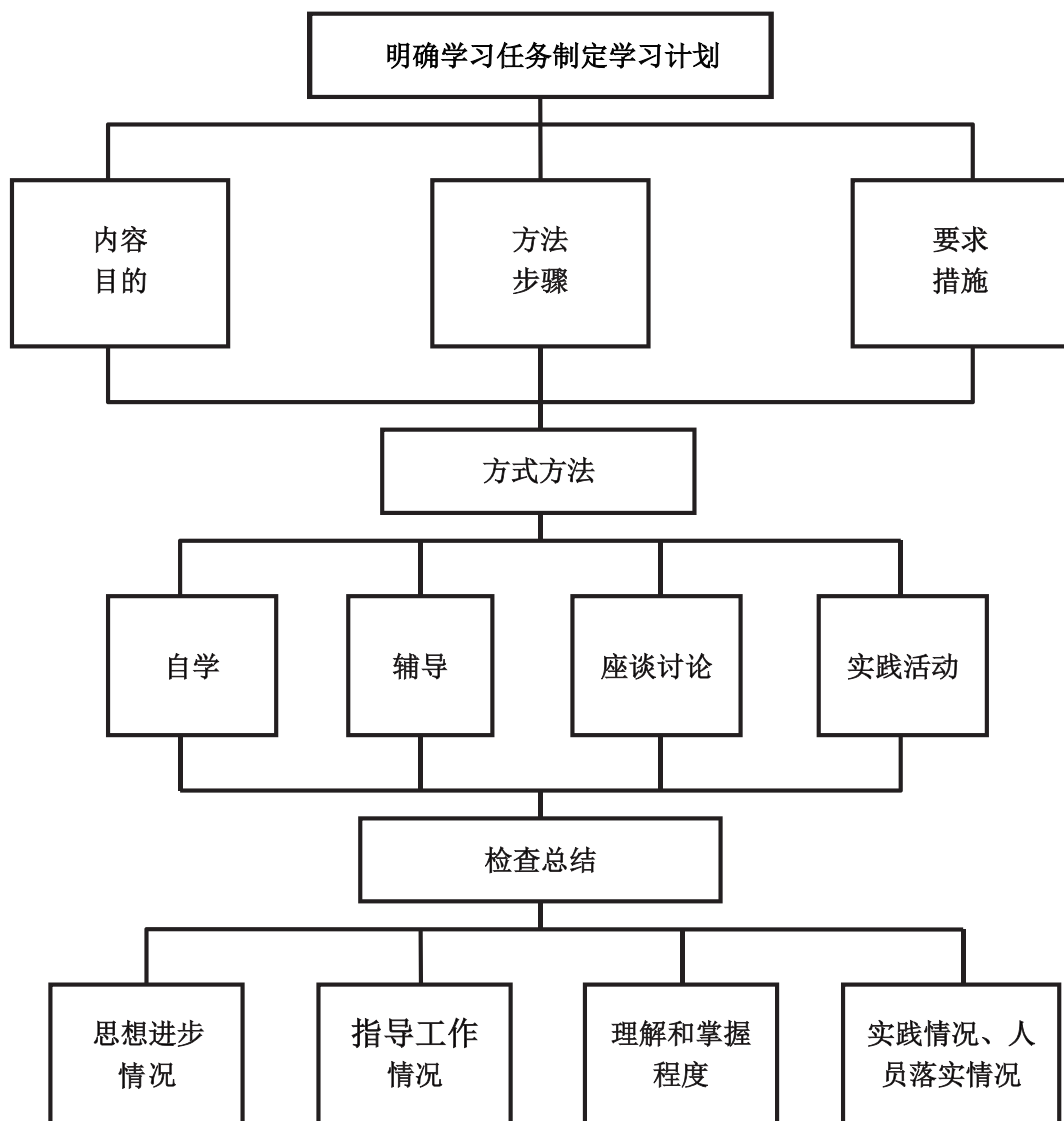 明确学习任务制定学习计划
内容
目的
方法
步骤
要求
措施
方式方法
自学
辅导
座谈讨论
实践活动
检查总结
思想进步
情况
指导工作
情况
理解和掌握
程度
实践情况、人
员落实情况